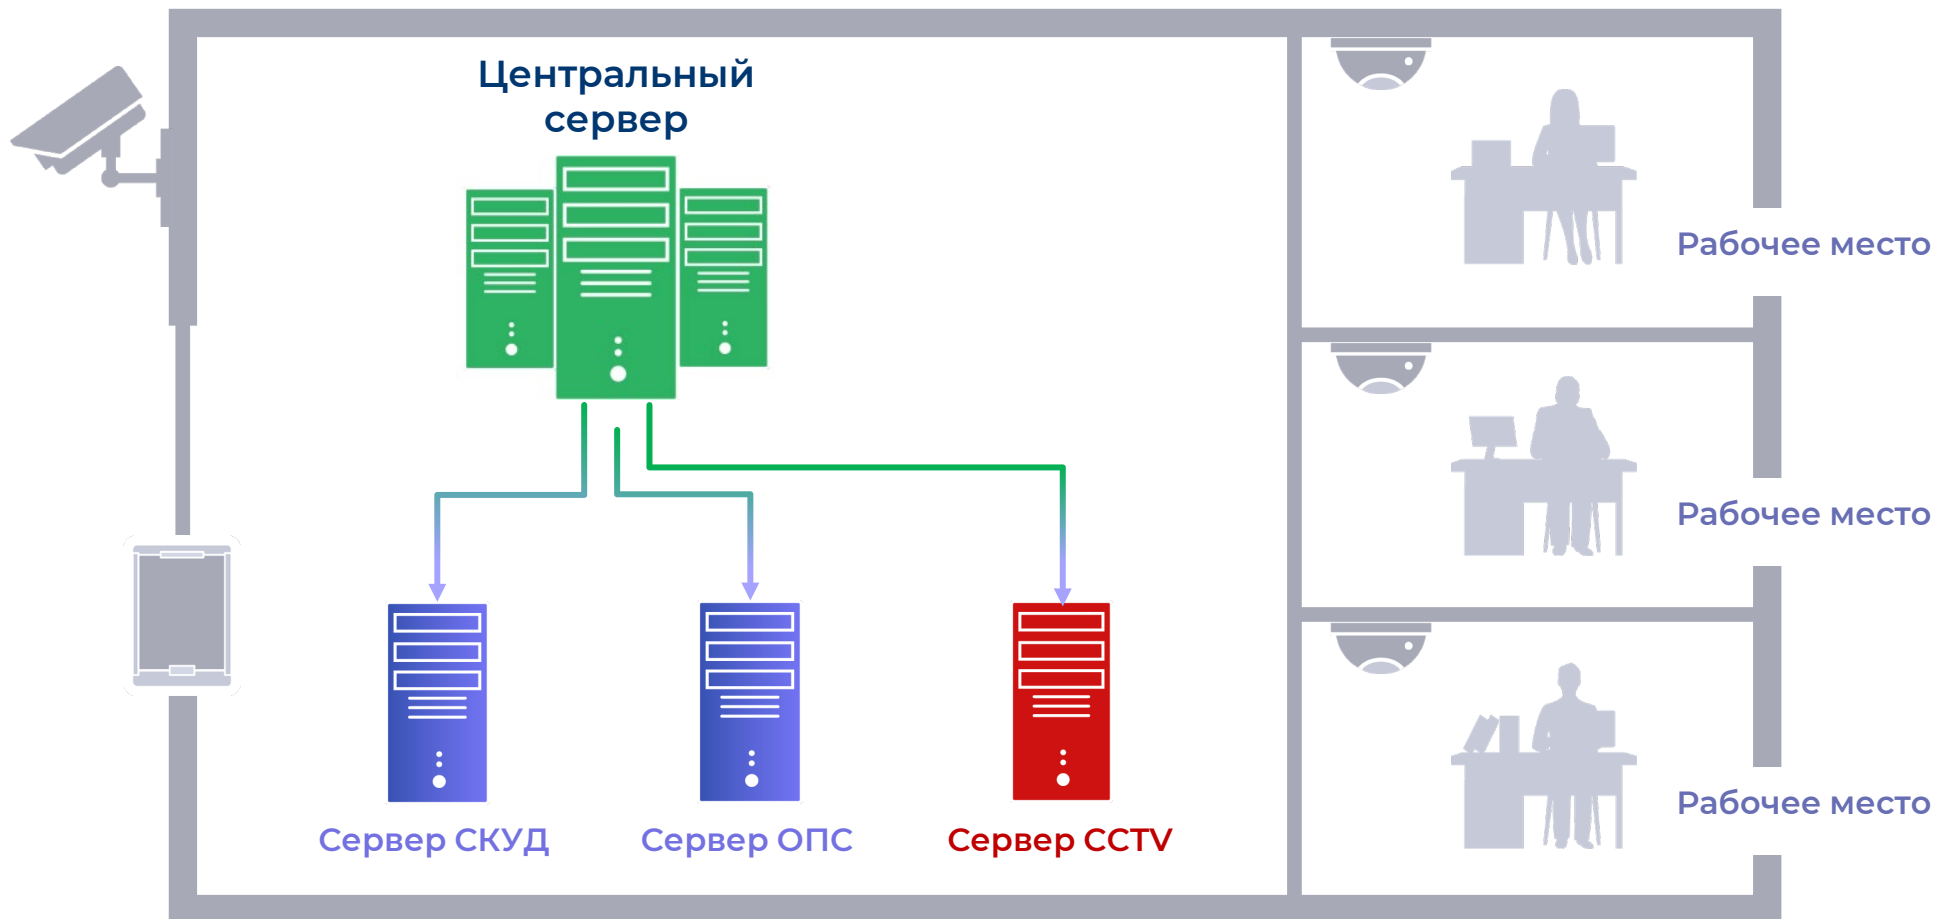 Центральный
сервер
Рабочее место
Рабочее место
Рабочее место
Сервер СКУД
Сервер ОПС
Сервер CCTV